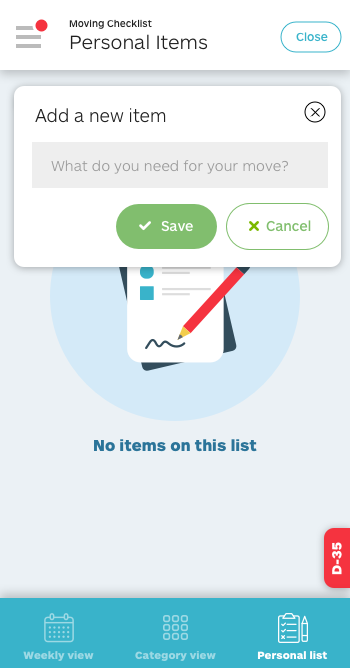 Moving Checklist
Personal Items
Close
Add a new item
What do you need for your move?
Save
Cancel
No items on this list
D-35
Weekly view
Category view
Personal list